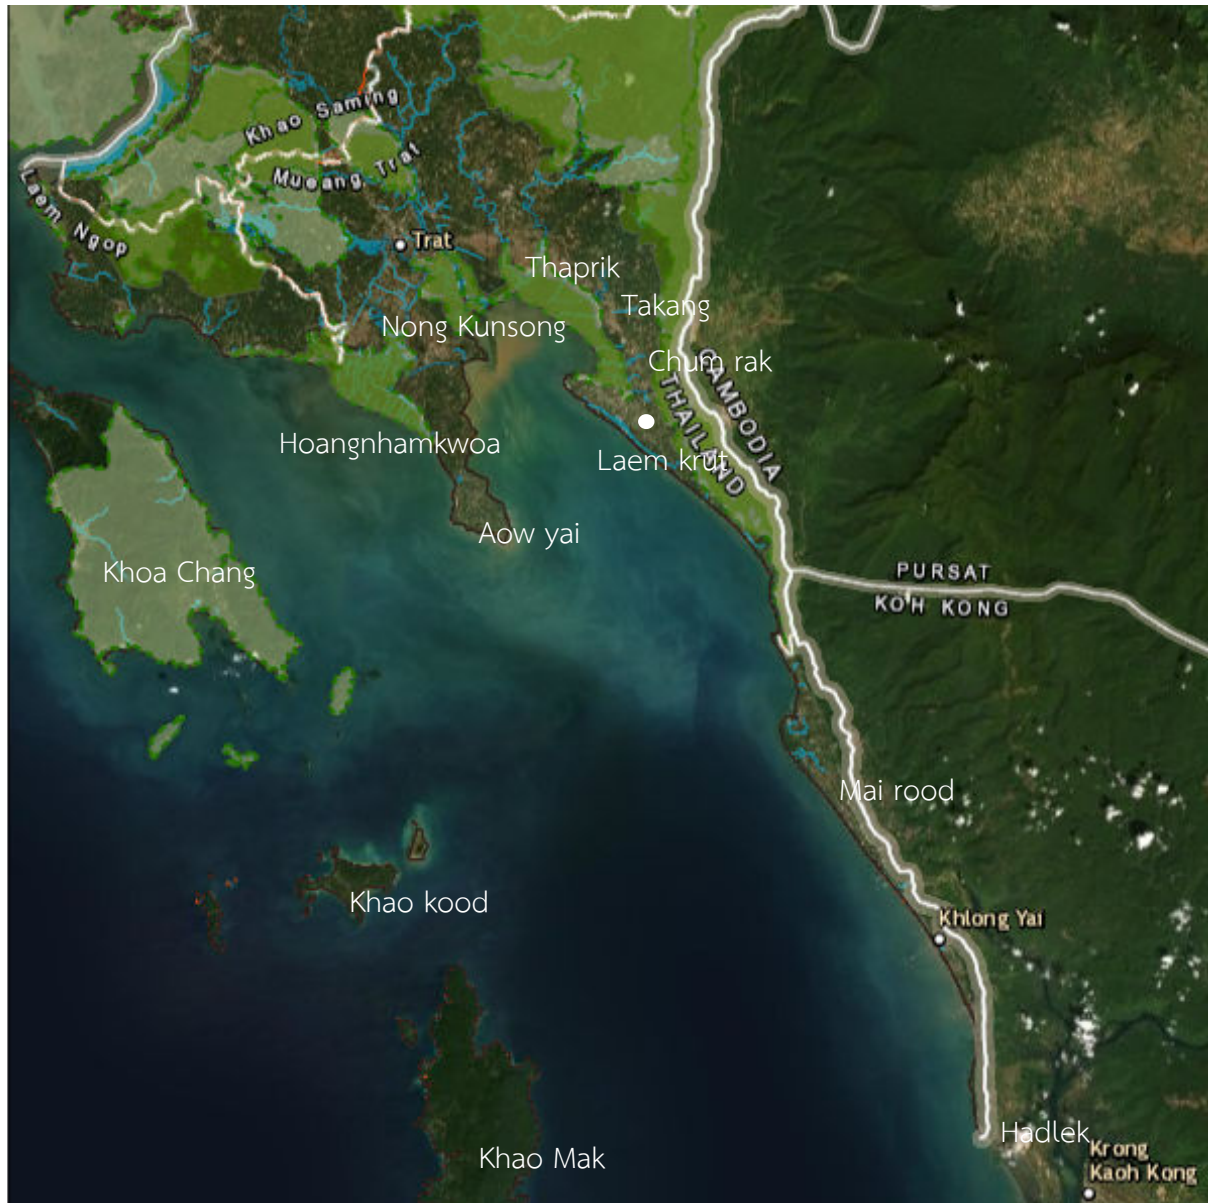 Khao Saming
Mueang Trat
Laem Ngop
Trat
Thaprik
Takang
Nong Kunsong
Chum rak
CAMBODIA
THAILAND
Hoangnhamkwoa
Laem krut
Aow yai
Khoa Chang
PURSAT
KOH KONG
Mai rood
Khao kood
Khlong Yai
Hadlek
Krong
Kaoh Kong
Khao Mak